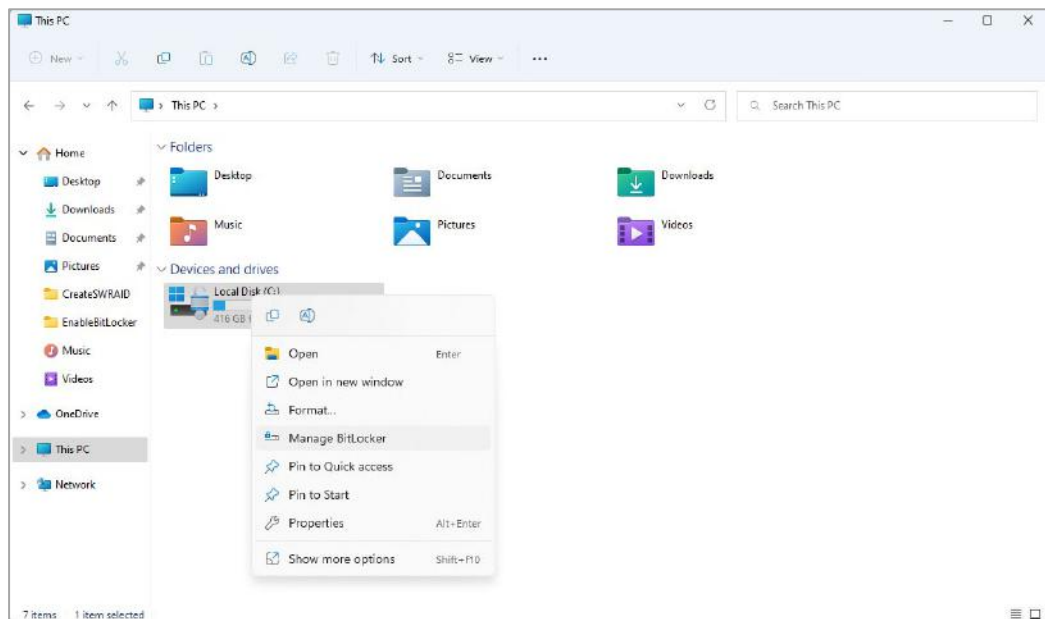 This PC
New
Sort
View
This PC
Search This PC
Home
Desktop
Downloads
Documents
Pictures
CreateSWRAID
EnableBitLocker
Music
Videos
OneDrive
This PC
Network
Folders
Desktop
Documents
Downloads
Music
Pictures
Videos
Devices and drives
Local Disk (C:)
416 GB
Open Enter
Open in new window
Format...
Manage BitLocker
Pin to Quick access
Pin to Start
Properties Alt+Enter
Show more options Shift+F10
7 items 1 item selected